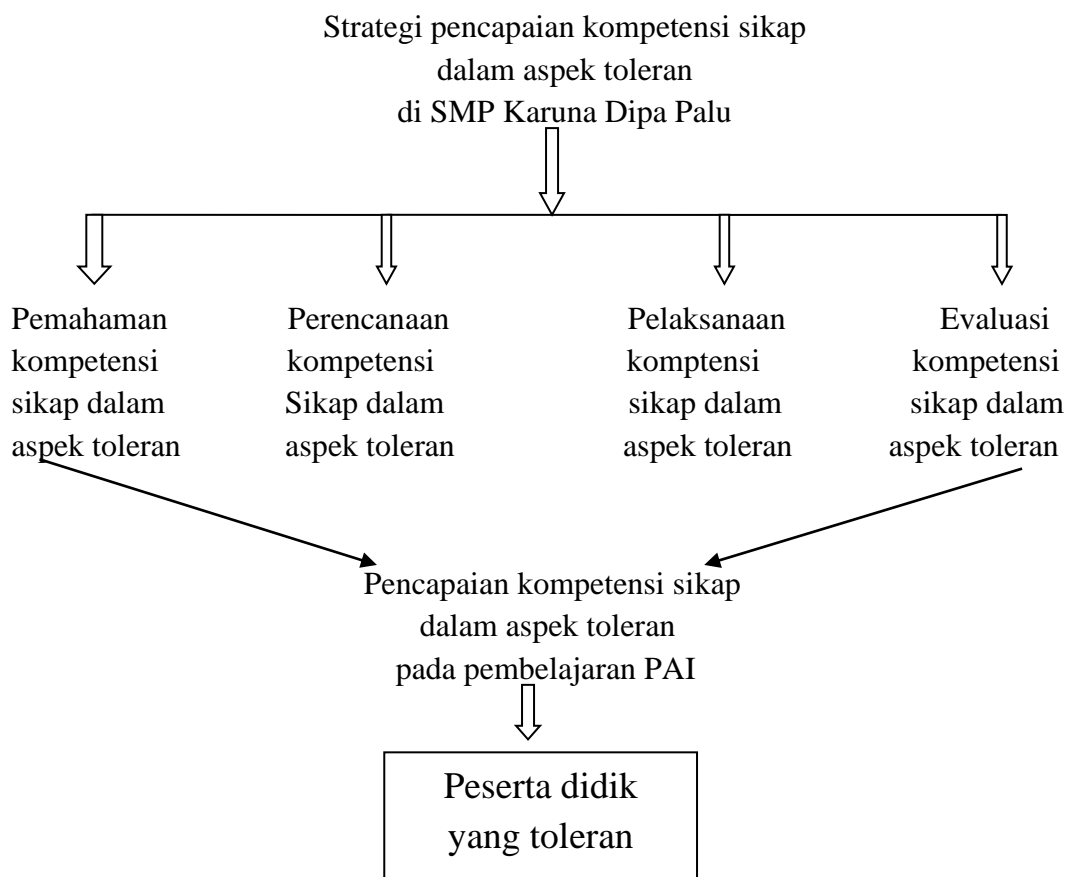 Strategi pencapaian kompetensi sikap
dalam aspek toleran
di SMP Karuna Dipa Palu
Pemahaman
kompetensi
sikap dalam
aspek toleran
Perencanaan
kompetensi
Sikap dalam
aspek toleran
Pelaksanaan
komptensi
sikap dalam
aspek toleran
Evaluasi
kompetensi
sikap dalam
aspek toleran
Pencapaian kompetensi sikap
dalam aspek toleran
pada pembelajaran PAI
Peserta didik
yang toleran